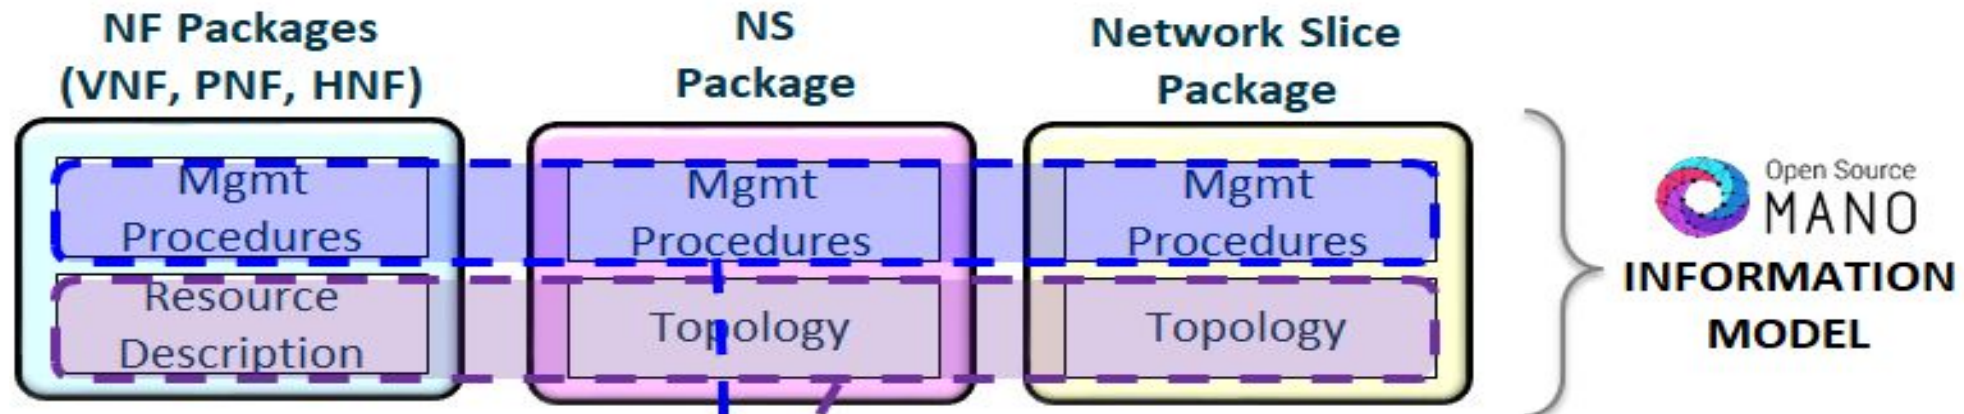 NF Packages
(VNF, PNF, HNF)
NS
Package
Network Slice
Package
Mgmt
Procedures
Mgmt
Procedures
Mgmt
Procedures
Resource
Description
Topology
Topology
Open Source
MANO
INFORMATION
MODEL